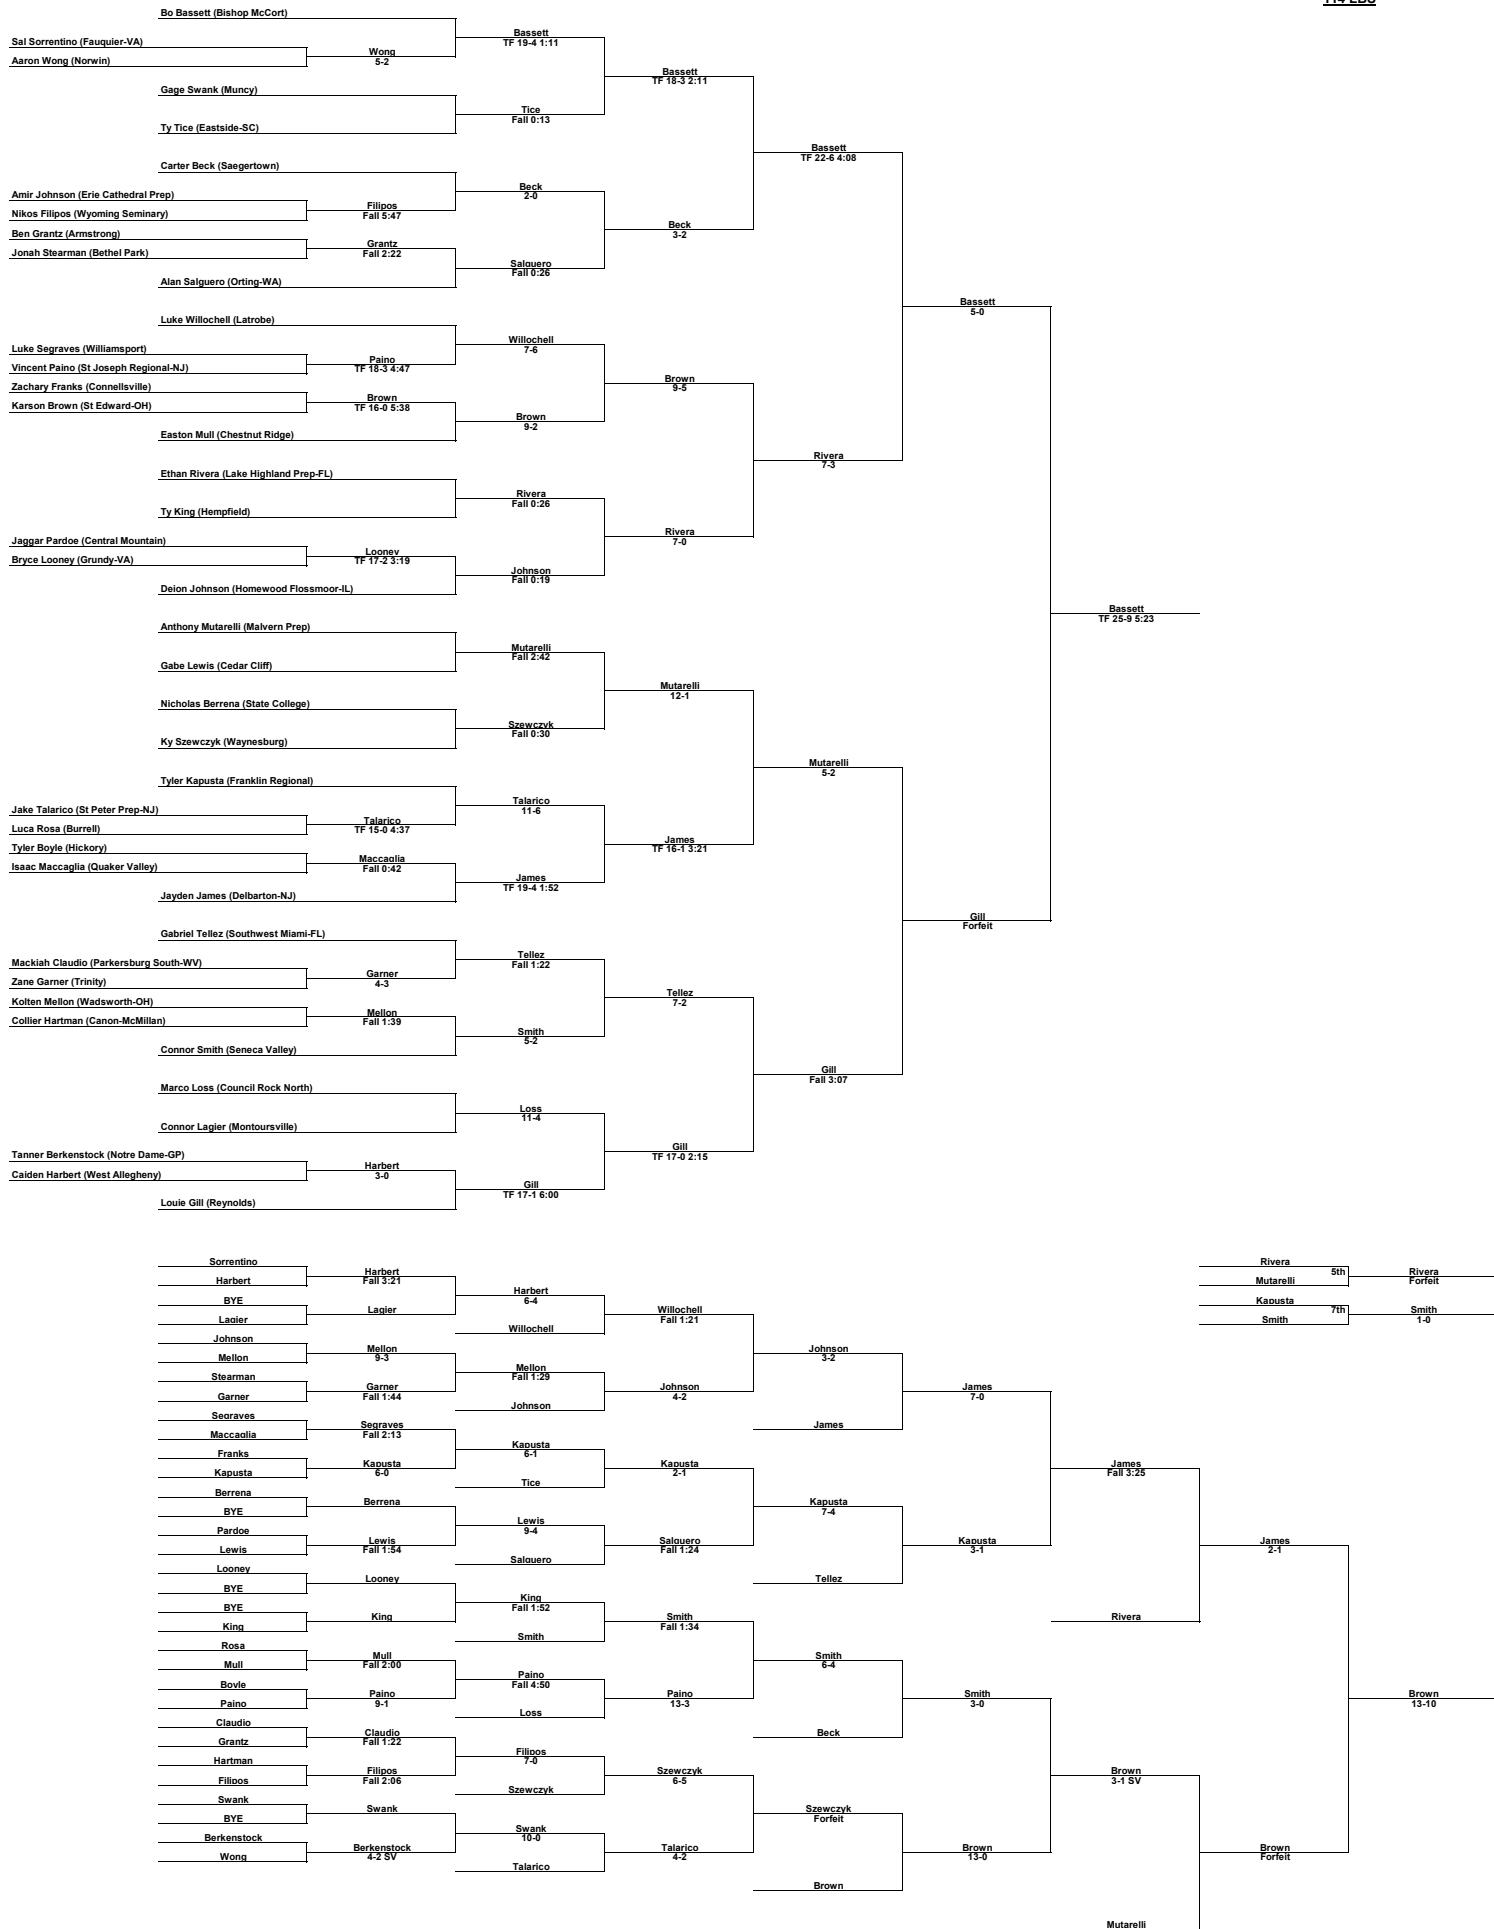 114 LBS
Bo Bassett (Bishop McCort)
Bassett
TF 19-4 1:11
Sal Sorrentino (Fauquier-VA)
Wong
5-2
Aaron Wong (Norwin)
Bassett
TF 18-3 2:11
Gage Swank (Muncy)
Tice
Fall 0:13
Ty Tice (Eastside-SC)
Bassett
TF 22-6 4:08
Carter Beck (Saegertown)
Beck
2-0
Amir Johnson (Erie Cathedral Prep)
Filipos
Fall 5:47
Nikos Filipos (Wyoming Seminary)
Beck
3-2
Ben Grantz (Armstrong)
Grantz
Fall 2:22
Jonah Stearman (Bethel Park)
Salguero
Fall 0:26
Alan Salguero (Orting-WA)
Bassett
5-0
Luke Willochell (Latrobe)
Willochell
7-6
Luke Segraves (Williamsport)
Paino
TF 18-3 4:47
Vincent Paino (St Joseph Regional-NJ)
Brown
9-5
Zachary Franks (Connellsville)
Brown
TF 16-0 5:38
Karson Brown (St Edward-OH)
Brown
9-2
Easton Mull (Chestnut Ridge)
Rivera
7-3
Ethan Rivera (Lake Highland Prep-FL)
Rivera
Fall 0:26
Ty King (Hempfield)
Rivera
7-0
Jaggar Pardoe (Central Mountain)
Looney
TF 17-2 3:19
Bryce Looney (Grundy-VA)
Johnson
Fall 0:19
Deion Johnson (Homewood Flossmoor-IL)
Bassett
TF 25-9 5:23
Anthony Mutarelli (Malvern Prep)
Mutarelli
Fall 2:42
Gabe Lewis (Cedar Cliff)
Mutarelli
12-1
Nicholas Berrena (State College)
Szewczyk
Fall 0:30
Ky Szewczyk (Waynesburg)
Mutarelli
5-2
Tyler Kapusta (Franklin Regional)
Talarico
11-6
Jake Talarico (St Peter Prep-NJ)
Talarico
TF 15-0 4:37
Luca Rosa (Burrell)
James
TF 16-1 3:21
Tyler Boyle (Hickory)
Maccaglia
Fall 0:42
Isaac Maccaglia (Quaker Valley)
James
TF 19-4 1:52
Jayden James (Delbarton-NJ)
Gill
Forfeit
Gabriel Tellez (Southwest Miami-FL)
Tellez
Fall 1:22
Mackiah Claudio (Parkersburg South-WV)
Garner
4-3
Zane Garner (Trinity)
Tellez
7-2
Kolten Mellon (Wadsworth-OH)
Mellon
Fall 1:39
Collier Hartman (Canon-McMillan)
Smith
5-2
Connor Smith (Seneca Valley)
Gill
Fall 3:07
Marco Loss (Council Rock North)
Loss
11-4
Connor Lagier (Montoursville)
Gill
TF 17-0 2:15
Tanner Berkenstock (Notre Dame-GP)
Harbert
3-0
Caiden Harbert (West Allegheny)
Gill
TF 17-1 6:00
Louie Gill (Reynolds)
Sorrentino
Rivera
Harbert
Fall 3:21
5th
Rivera
Forfeit
Harbert
Mutarelli
Harbert
6-4
BYE
Kapusta
Lagier
Willochell
Fall 1:21
7th
Smith
1-0
Lagier
Smith
Willochell
Johnson
Mellon
9-3
Johnson
3-2
Mellon
Mellon
Fall 1:29
Stearman
Garner
Fall 1:44
Johnson
4-2
James
7-0
Garner
Johnson
Segraves
Segraves
Fall 2:13
James
Maccaglia
Kapusta
6-1
Franks
Kapusta
6-0
Kapusta
2-1
James
Fall 3:25
Kapusta
Tice
Berrena
Berrena
Kapusta
7-4
BYE
Lewis
9-4
Pardoe
Lewis
Fall 1:54
Salguero
Fall 1:24
Kapusta
3-1
James
2-1
Lewis
Salguero
Looney
Looney
Tellez
BYE
King
Fall 1:52
BYE
King
Smith
Fall 1:34
Rivera
King
Smith
Rosa
Mull
Fall 2:00
Smith
6-4
Mull
Paino
Fall 4:50
Boyle
Paino
9-1
Paino
13-3
Smith
3-0
Brown
13-10
Paino
Loss
Claudio
Claudio
Fall 1:22
Beck
Grantz
Filipos
7-0
Hartman
Filipos
Fall 2:06
Szewczyk
6-5
Brown
3-1 SV
Filipos
Szewczyk
Swank
Swank
Szewczyk
Forfeit
BYE
Swank
10-0
Berkenstock
Berkenstock
4-2 SV
Talarico
4-2
Brown
13-0
Brown
Forfeit
Wong
Talarico
Brown
Mutarelli